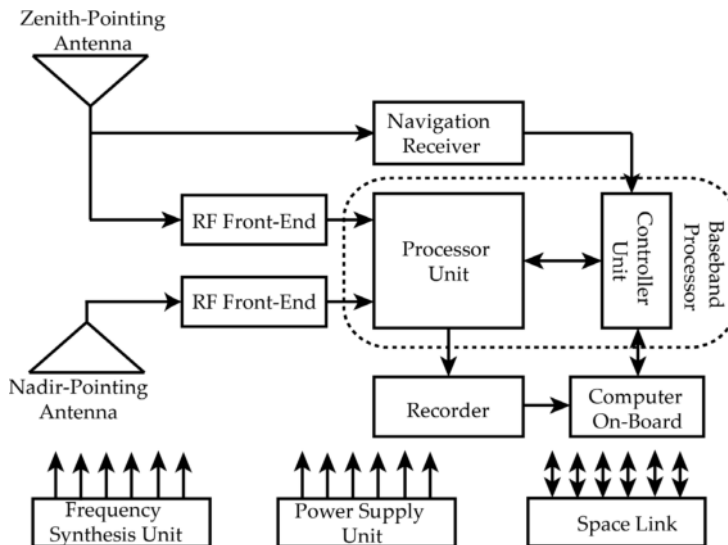 Zenith-Pointing
Antenna
Navigation
Receiver
RF Front-End
Processor
Unit
Controller
Unit
Baseband
Processor
RF Front-End
Nadir-Pointing
Antenna
Recorder
Computer
On-Board
Frequency
Synthesis Unit
Power Supply
Unit
Space Link